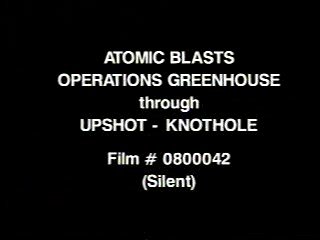 ATOMIC BLASTS
OPERATIONS GREENHOUSE
through
UPSHOT - KNOTHOLE
Film # 0800042
(Silent)